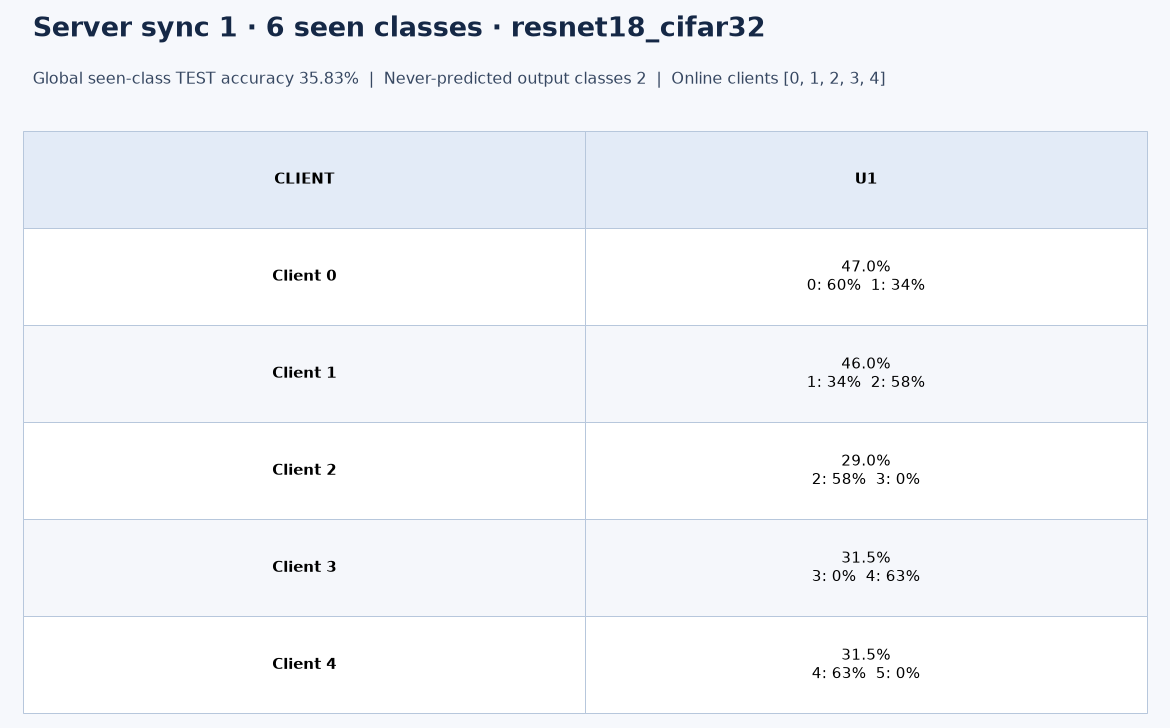 Server sync 1 · 6 seen classes · resnet18_cifar32
Global seen-class TEST accuracy 35.83% | Never-predicted output classes 2 | Online clients [0, 1, 2, 3, 4]
CLIENT U1
Client 0 47.0%
0: 60% 1: 34%
Client 1 46.0%
1: 34% 2: 58%
Client 2 29.0%
2: 58% 3: 0%
Client 3 31.5%
3: 0% 4: 63%
Client 4 31.5%
4: 63% 5: 0%